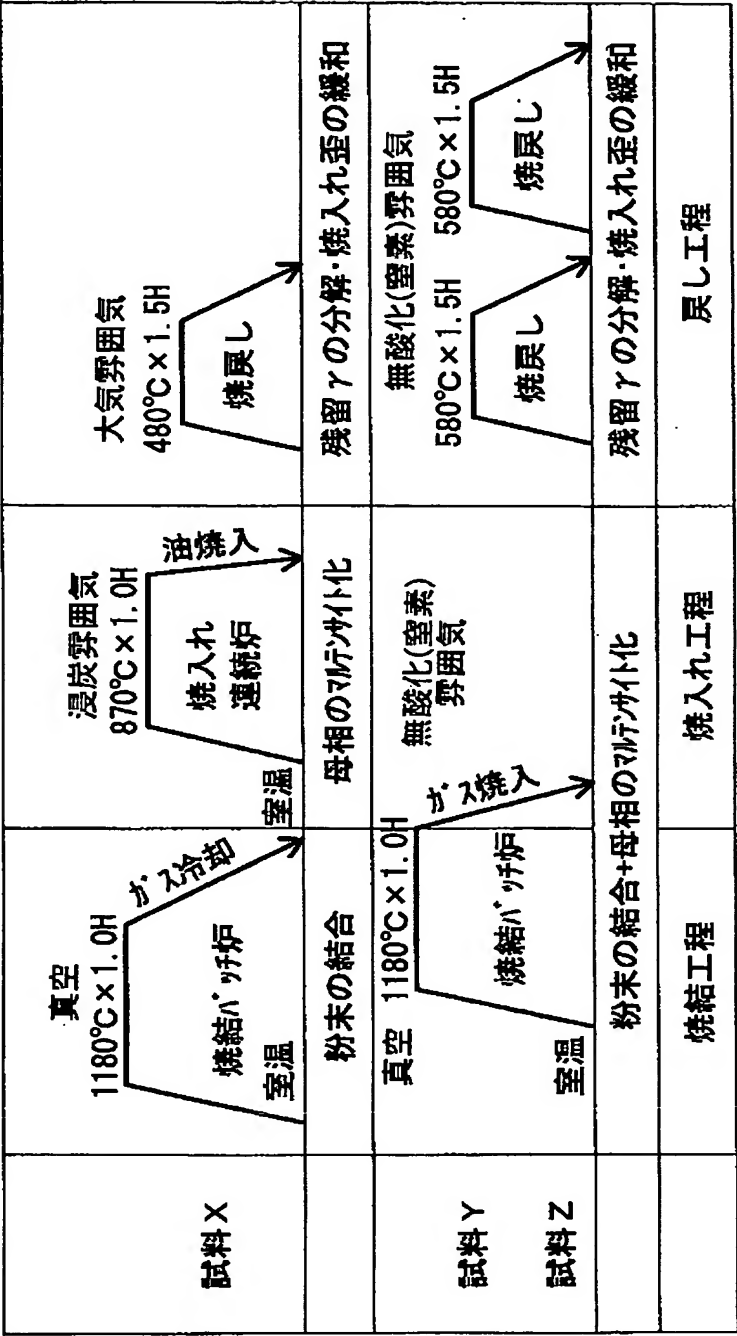 試料X
真空
1180℃×1.0H
ガス冷却
焼結バッチ炉
室温
浸炭雰囲気
870℃×1.0H
油焼入
焼入れ
連続炉
室温
大気雰囲気
480℃×1.5H
焼戻し
粉末の結合
母相のマルテンサイト化
残留γの分解・焼入れ歪の緩和
試料Y
試料Z
真空 1180℃×1.0H
ガス焼入
焼結バッチ炉
室温
無酸化(窒素)
雰囲気
無酸化(窒素)雰囲気
580℃×1.5H
焼戻し
580℃×1.5H
焼戻し
粉末の結合+母相のマルテンサイト化
残留γの分解・焼入れ歪の緩和
焼結工程
焼入れ工程
戻し工程